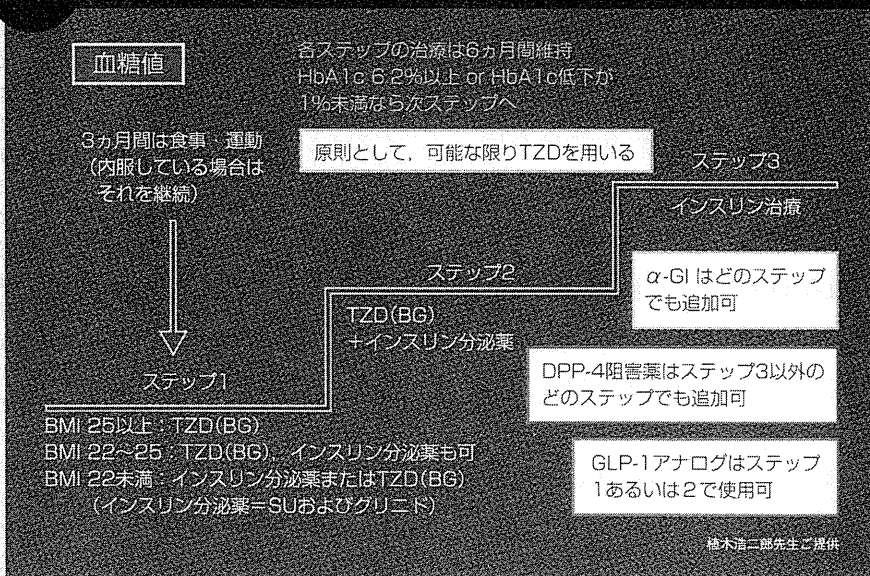 血糖値
各ステップの治療は6ヵ月間維持
HbA1c 6.2%以上 or HbA1c低下が
1%未満なら次ステップへ
3ヵ月間は食事・運動
（内服している場合は
それを継続）
原則として，可能な限りTZDを用いる
ステップ3
インスリン治療
ステップ2
TZD(BG)
＋インスリン分泌薬
α-GI はどのステップ
でも追加可
ステップ1
DPP-4阻害薬はステップ3以外の
どのステップでも追加可
BMI 25以上：TZD(BG)
BMI 22～25：TZD(BG)，インスリン分泌薬も可
BMI 22未満：インスリン分泌薬またはTZD(BG)
（インスリン分泌薬＝SUおよびグリニド）
GLP-1アナログはステップ
1あるいは2で使用可
植木浩二郎先生ご提供